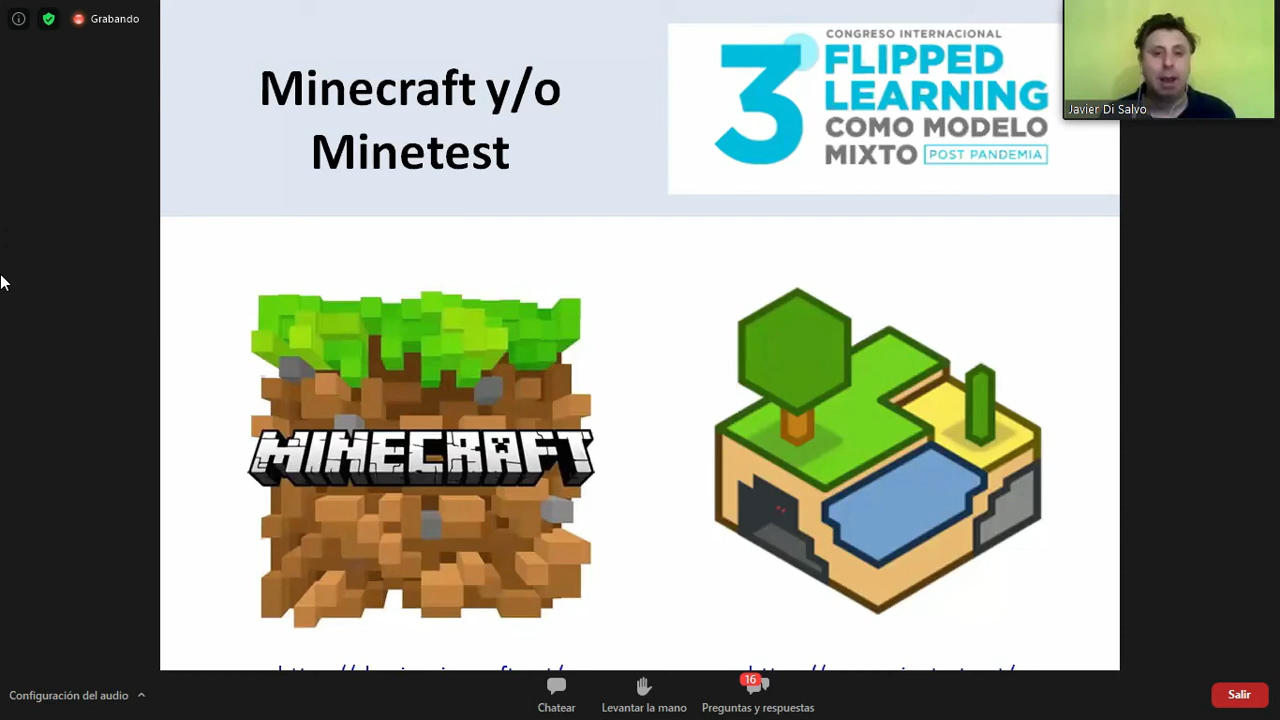 Grabando
Minecraft y/o
Minetest
3
CONGRESO INTERNACIONAL
FLIPPED
LEARNING
COMO MODELO
MIXTO POST PANDEMIA
Javier Di Salvo
MINECRAFT
Configuración del audio
Chatear
Levantar la mano
16
Preguntas y respuestas
Salir